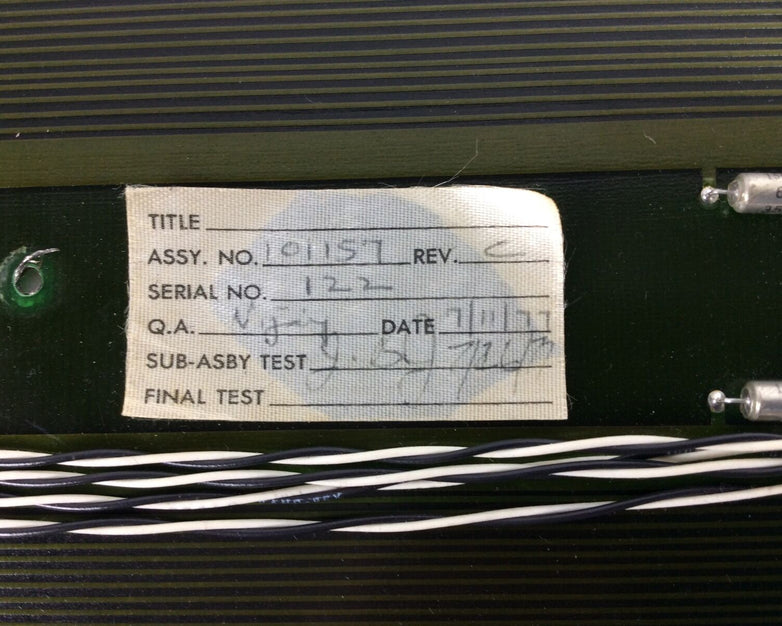 TITLE
ASSY. NO. 101157 REV. C
SERIAL NO. 122
Q.A. DATE 7/11/77
SUB-ASBY TEST
FINAL TEST